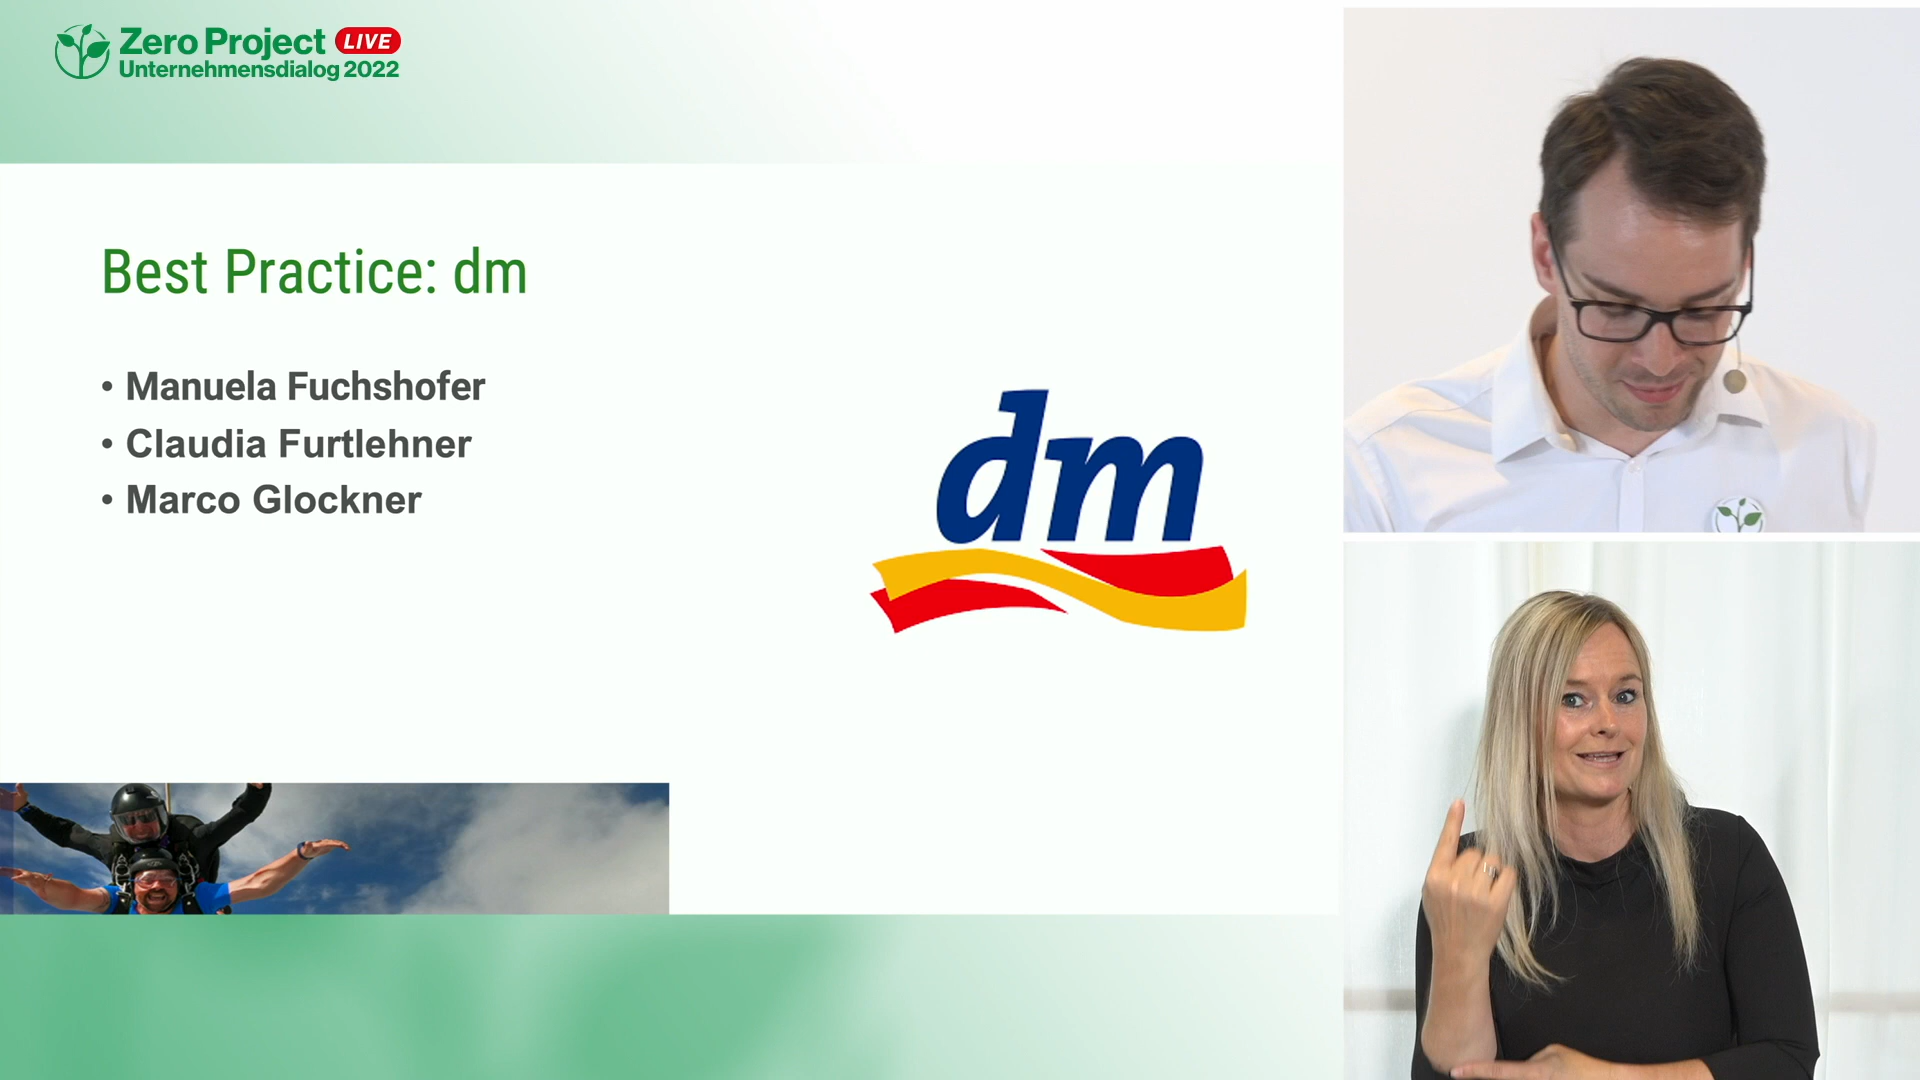 Zero Project LIVE
Unternehmensdialog 2022
Best Practice: dm
• Manuela Fuchshofer
• Claudia Furtlehner
• Marco Glockner
dm